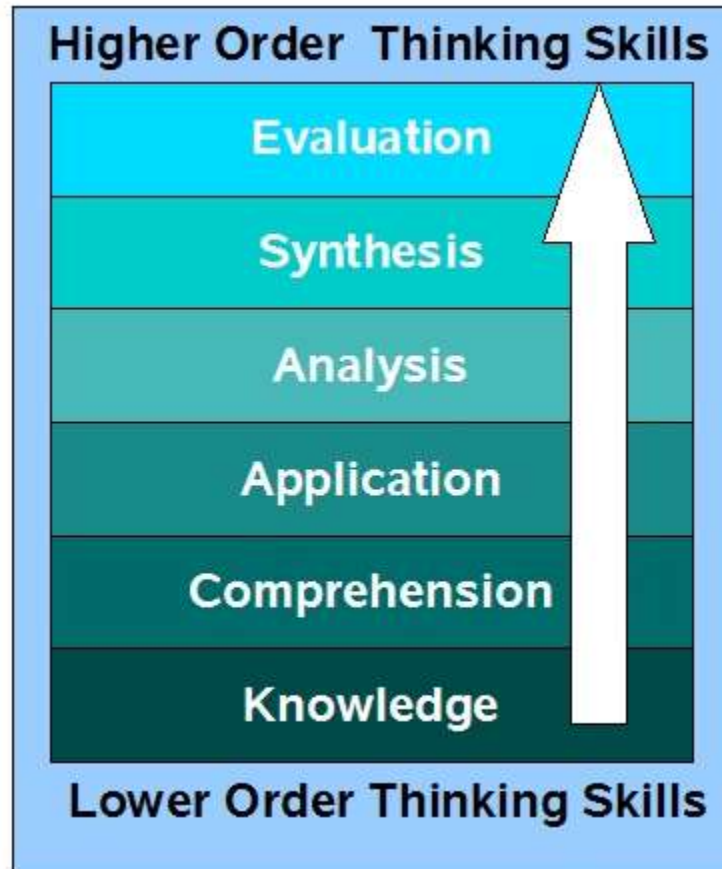 Higher Order Thinking Skills
Evaluation
Synthesis
Analysis
Application
Comprehension
Knowledge
Lower Order Thinking Skills